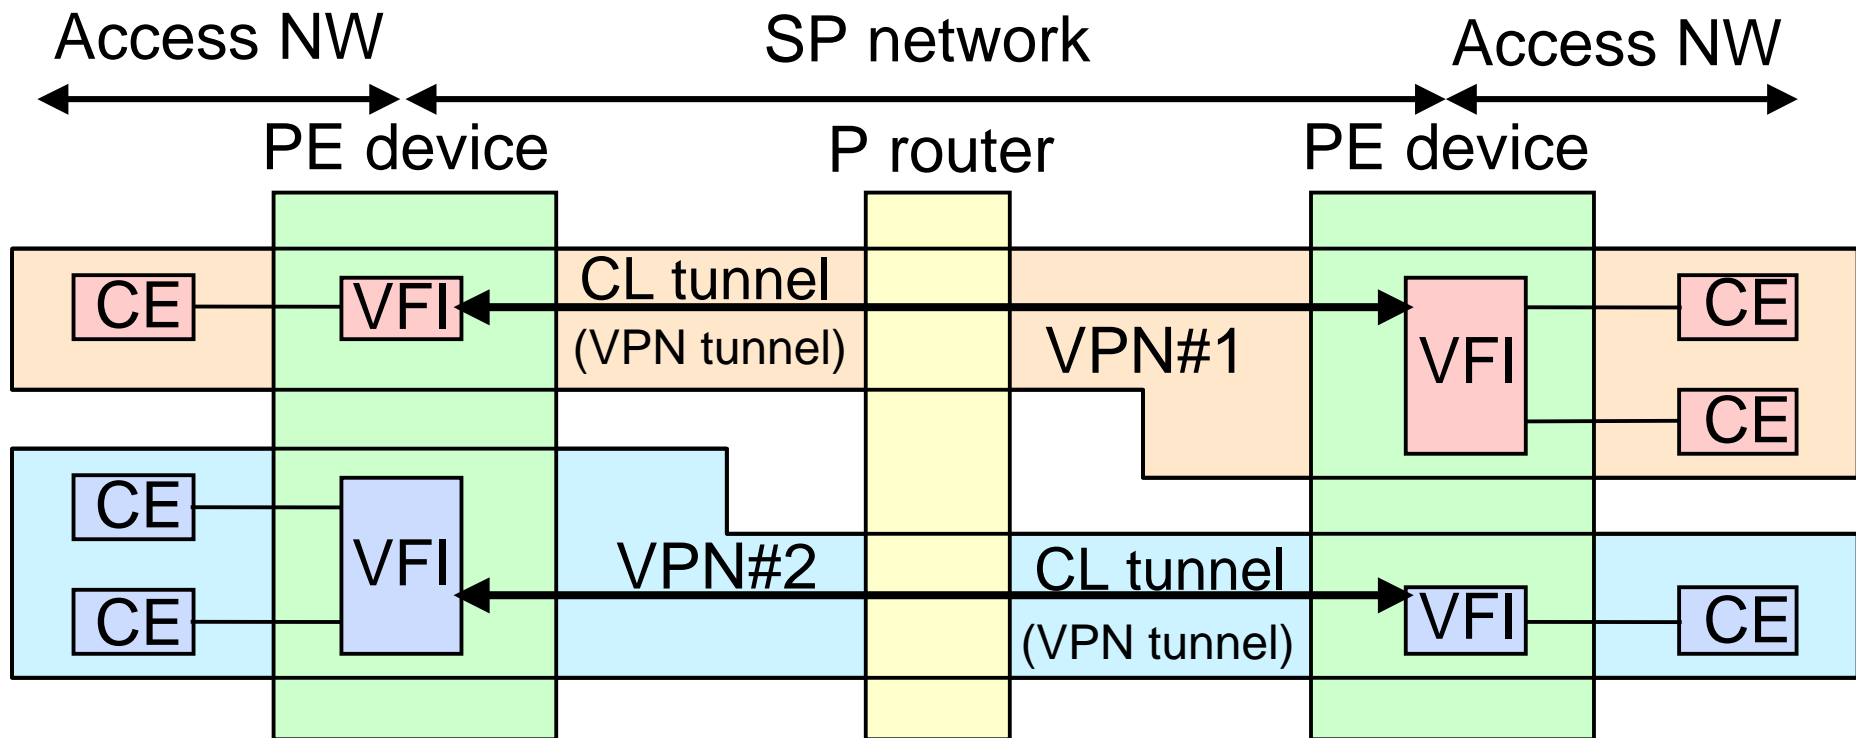 Access NW
SP network
Access NW
PE device
P router
PE device
CE
VFI
CL tunnel
(VPN tunnel)
VPN#1
VFI
CE
CE
CE
CE
VFI
VPN#2
CL tunnel
(VPN tunnel)
VFI
CE